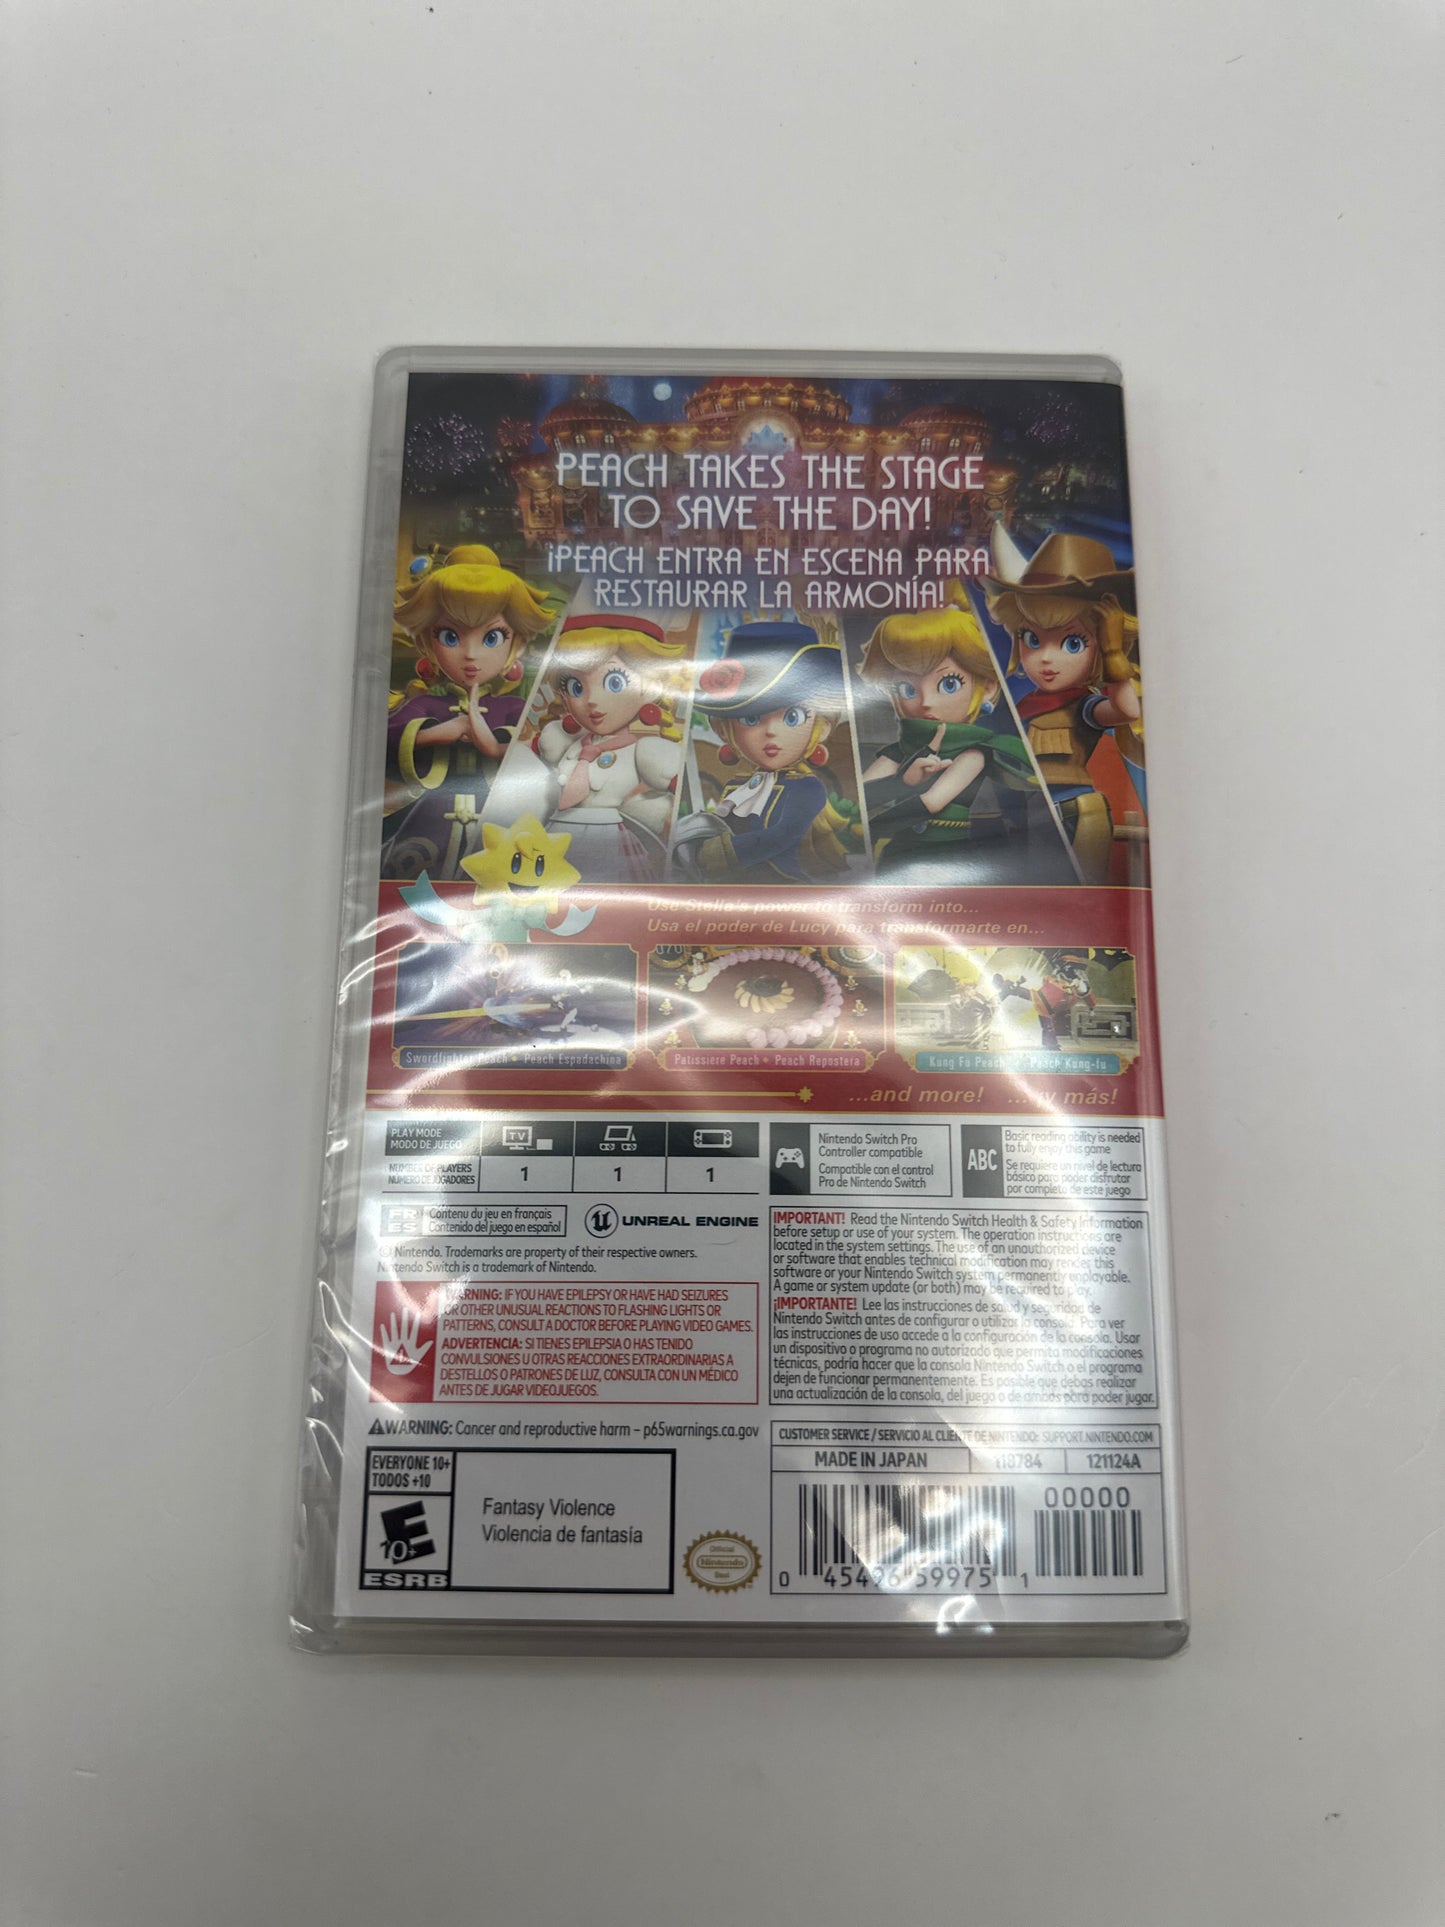 PEACH TAKES THE STAGE
TO SAVE THE DAY!
¡PEACH ENTRA EN ESCENA PARA
RESTAURAR LA ARMONÍA!
Use Stella's power to transform into...
Usa el poder de Lucy para transformarte en...
Swordfighter Peach • Peach Espadachina
Patissiere Peach • Peach Repostera
Kung Fu Peach • Peach Kung-fu
...and more! ...¡y más!
PLAY MODE
MODO DE JUEGO
TV
NUMBER OF PLAYERS
NÚMERO DE JUGADORES
1 1 1
Nintendo Switch Pro
Controller compatible
Compatible con el control
Pro de Nintendo Switch
ABC
Basic reading ability is needed
to fully enjoy this game
Se requiere un nivel de lectura
básico para poder disfrutar
por completo de este juego
FR
ES
Contenu du jeu en français
Contenido del juego en español
UNREAL ENGINE
© Nintendo. Trademarks are property of their respective owners.
Nintendo Switch is a trademark of Nintendo.
WARNING: IF YOU HAVE EPILEPSY OR HAVE HAD SEIZURES
OR OTHER UNUSUAL REACTIONS TO FLASHING LIGHTS OR
PATTERNS, CONSULT A DOCTOR BEFORE PLAYING VIDEO GAMES.
ADVERTENCIA: SI TIENES EPILEPSIA O HAS TENIDO
CONVULSIONES U OTRAS REACCIONES EXTRAORDINARIAS A
DESTELLOS O PATRONES DE LUZ, CONSULTA CON UN MÉDICO
ANTES DE JUGAR VIDEOJUEGOS.
IMPORTANT! Read the Nintendo Switch Health & Safety Information
before setup or use of your system. The operation instructions are
located in the system settings. The use of an unauthorized device
or software that enables technical modification may render this
software or your Nintendo Switch system permanently unplayable.
A game or system update (or both) may be required to play.
¡IMPORTANTE! Lee las instrucciones de salud y seguridad de
Nintendo Switch antes de configurar o utilizar la consola. Para ver
las instrucciones de uso accede a la configuración de la consola. Usar
un dispositivo o programa no autorizado que permita modificaciones
técnicas, podría hacer que la consola Nintendo Switch o el programa
dejen de funcionar permanentemente. Es posible que debas realizar
una actualización de la consola, del juego o de ambos para poder jugar.
WARNING: Cancer and reproductive harm – p65warnings.ca.gov
CUSTOMER SERVICE / SERVICIO AL CLIENTE DE NINTENDO: SUPPORT.NINTENDO.COM
MADE IN JAPAN 118784 121124A
EVERYONE 10+
TODOS +10
E
10+
ESRB
Fantasy Violence
Violencia de fantasía
Official
Nintendo
Seal
00000
0 45496 59975 1